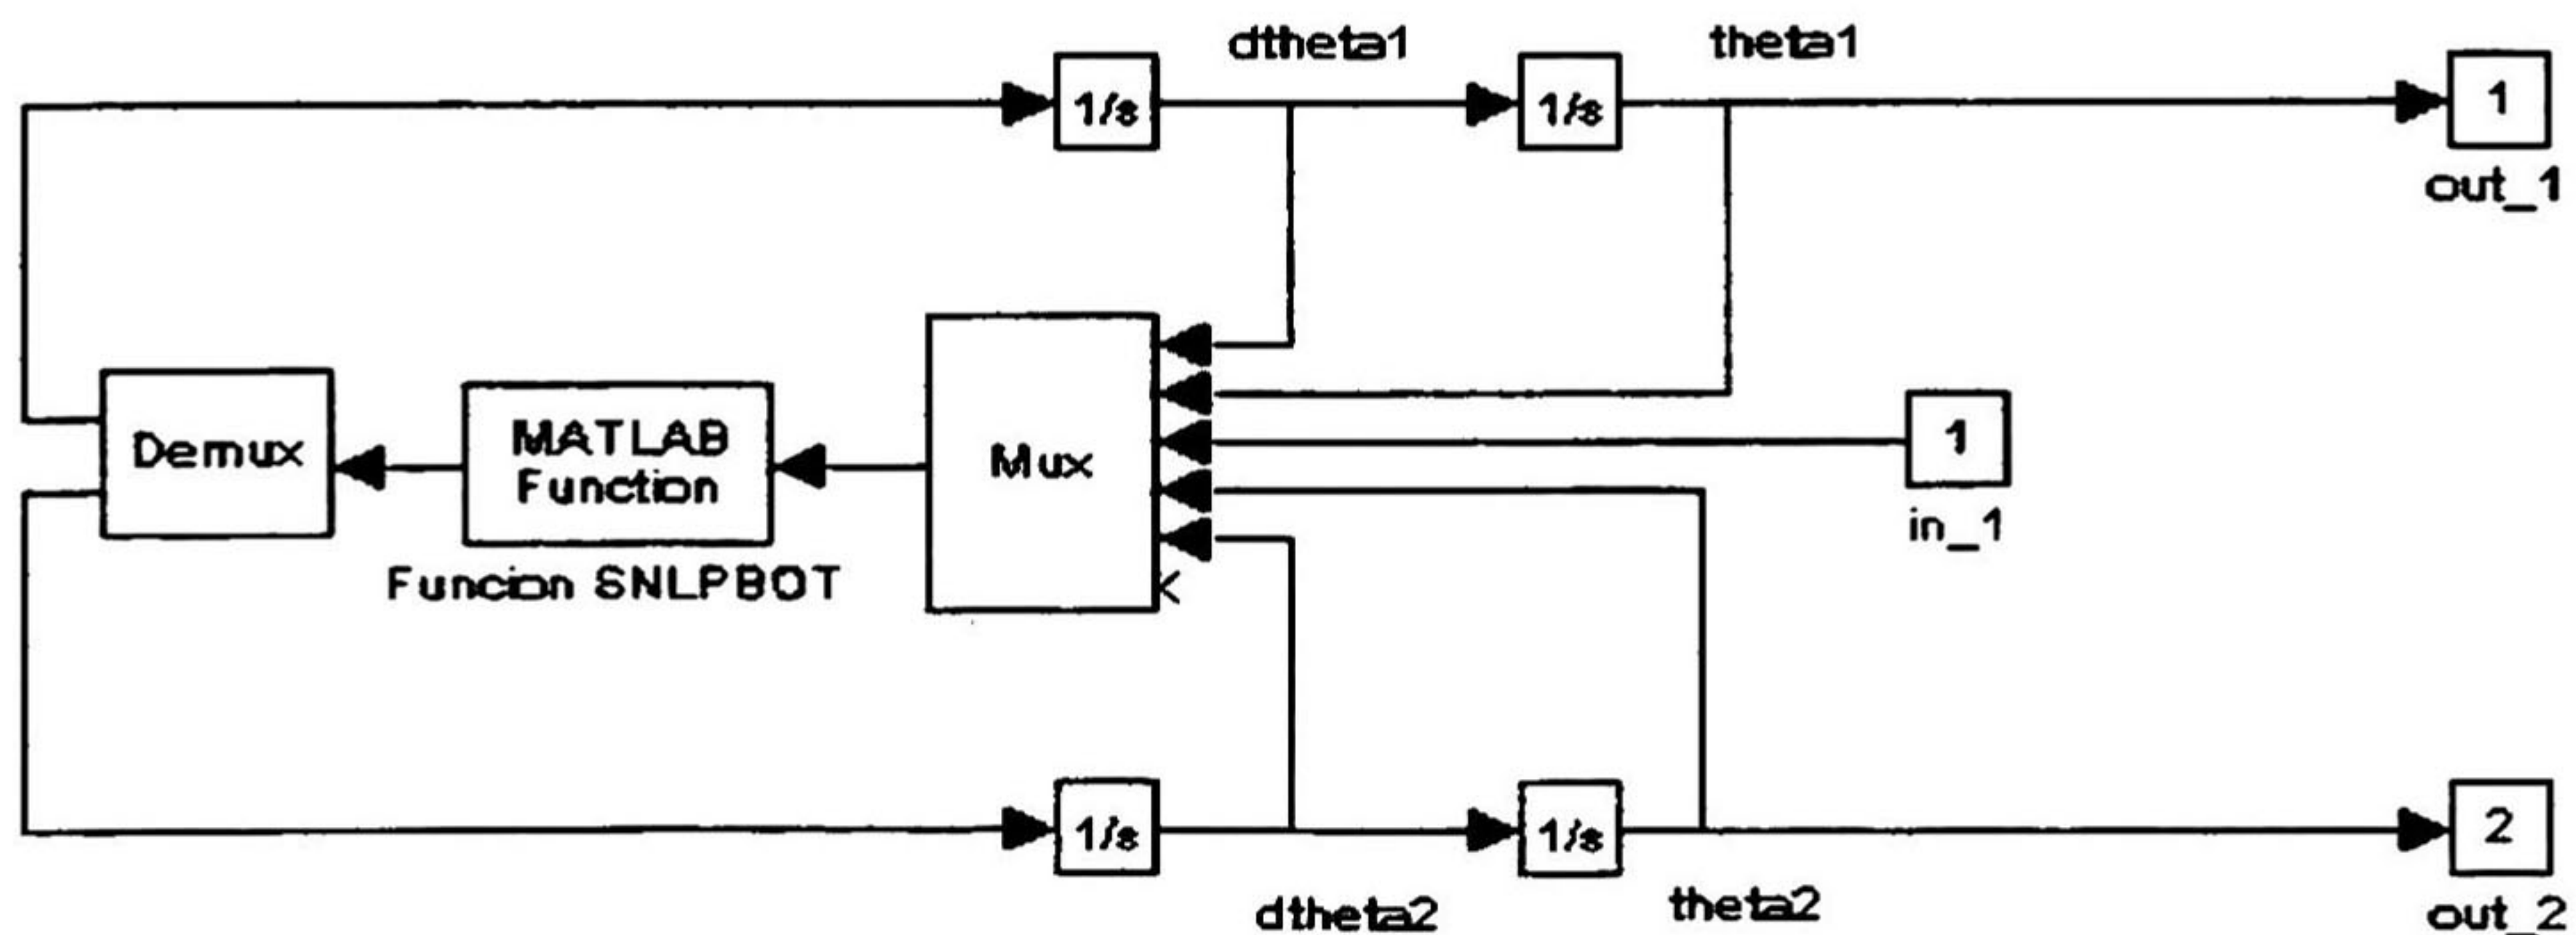 dtheta1
theta1
1/s
1/s
1
out_1
Demux
MATLAB
Function
Funcion SNLPBOT
Mux
1
in_1
1/s
1/s
2
dtheta2
theta2
out_2